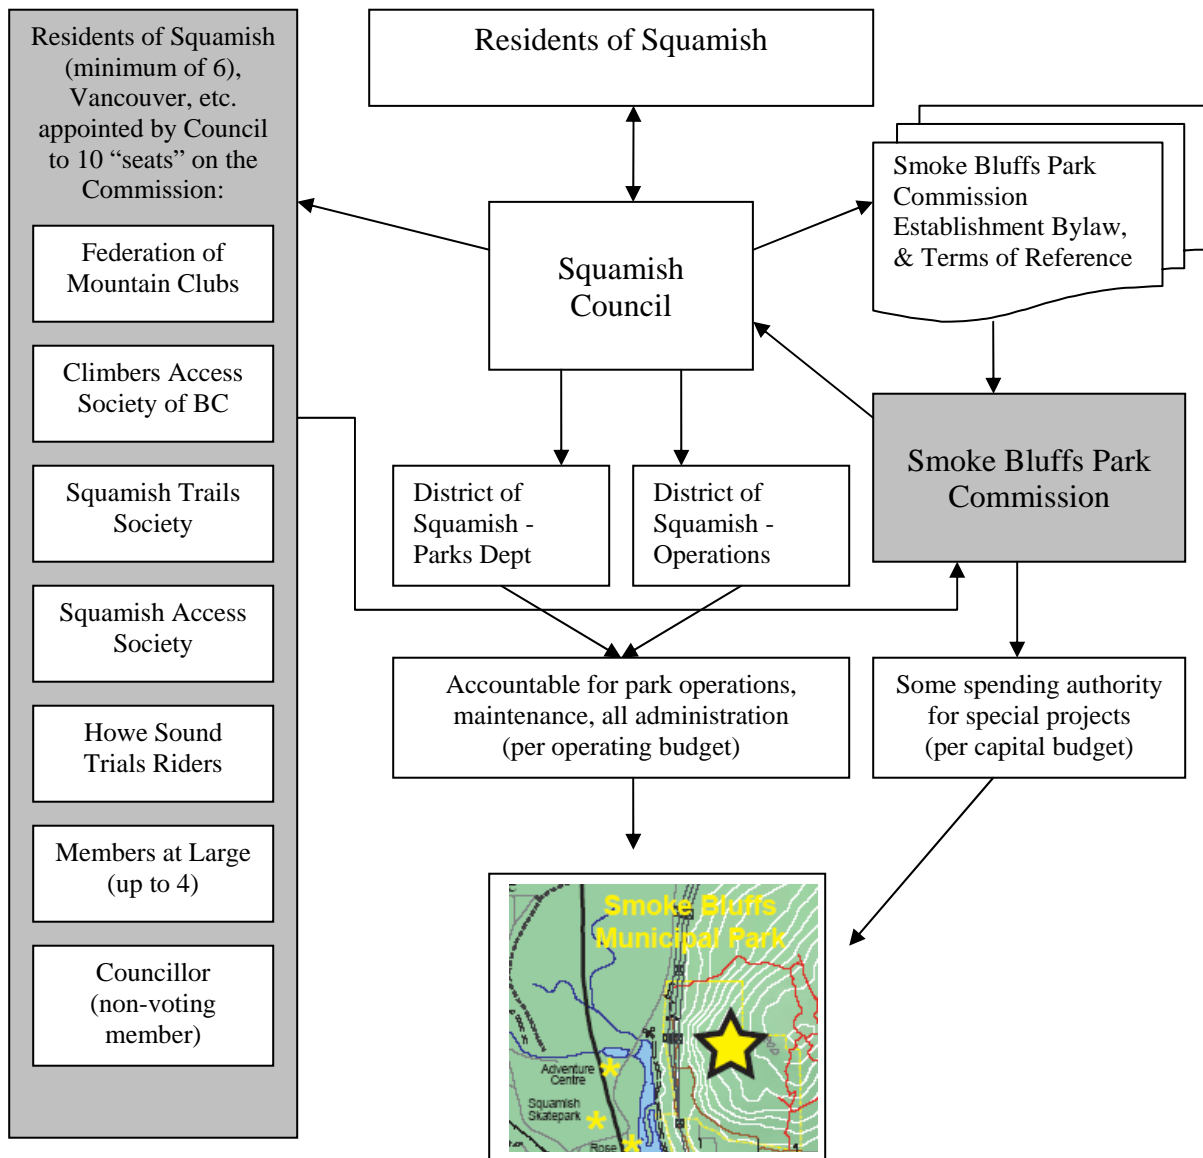 Residents of Squamish
(minimum of 6),
Vancouver, etc.
appointed by Council
to 10 “seats” on the
Commission:
Federation of
Mountain Clubs
Climbers Access
Society of BC
Squamish Trails
Society
Squamish Access
Society
Howe Sound
Trials Riders
Members at Large
(up to 4)
Councillor
(non-voting
member)
Residents of Squamish
Squamish
Council
Smoke Bluffs Park
Commission
Establishment Bylaw,
& Terms of Reference
Smoke Bluffs Park
Commission
District of
Squamish -
Parks Dept
District of
Squamish -
Operations
Accountable for park operations,
maintenance, all administration
(per operating budget)
Some spending authority
for special projects
(per capital budget)
Smoke Bluffs
Municipal Park
Adventure
Centre
Squamish
Skatepark
Rose